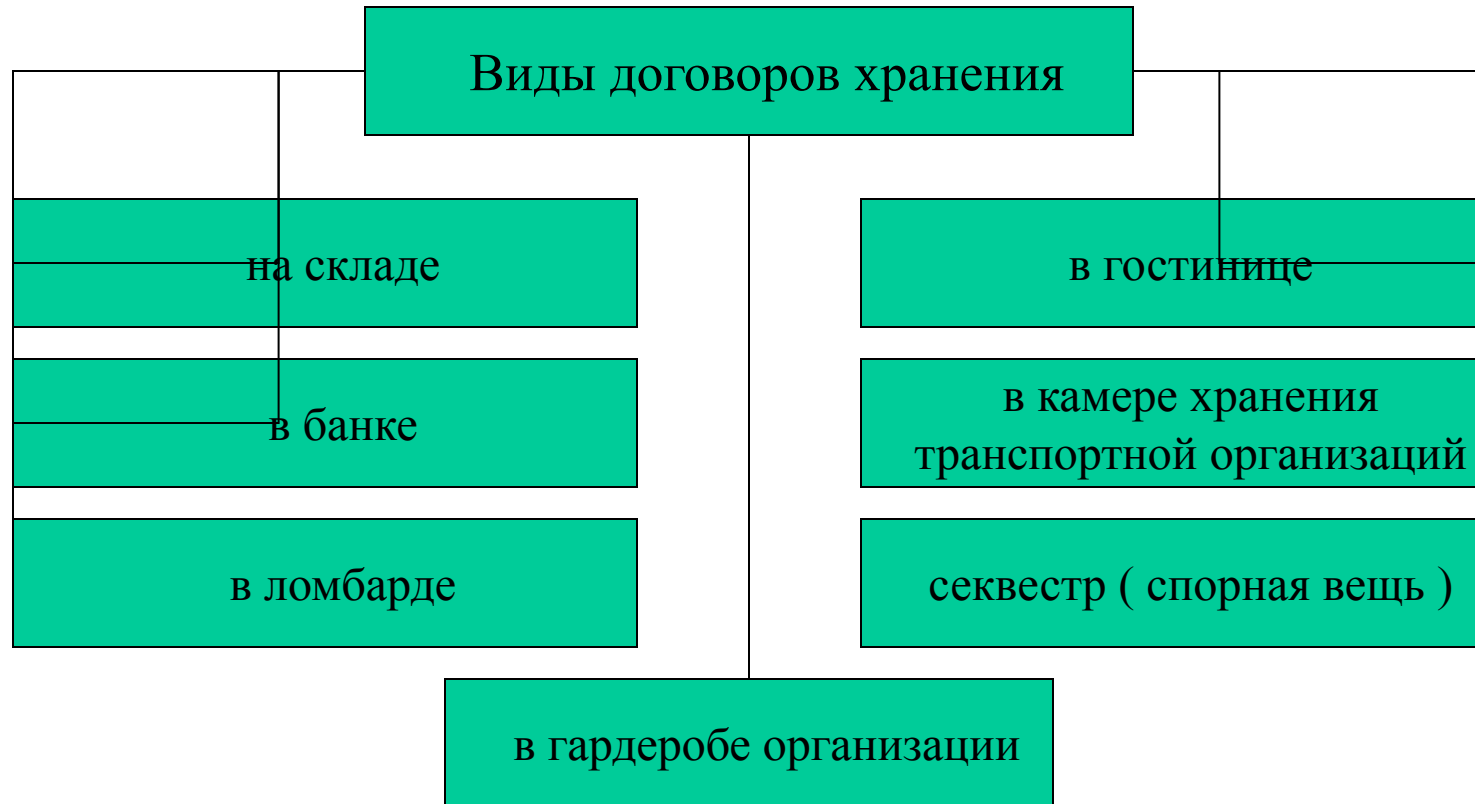 Виды договоров хранения
на складе
в банке
в ломбарде
в гостинице
в камере хранения
транспортной организаций
секвестр ( спорная вещь )
в гардеробе организации